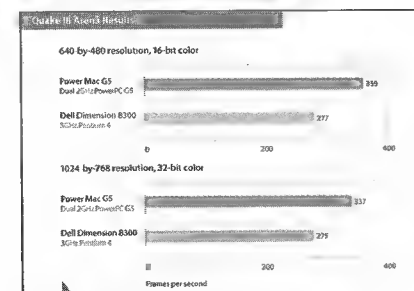 Quake III Arena Results
640-by-480 resolution, 16-bit color
Power Mac G5
Dual 2GHz PowerPC G5
359
Dell Dimension 8300
3GHz Pentium 4
277
0 200 400
1024-by-768 resolution, 32-bit color
Power Mac G5
Dual 2GHz PowerPC G5
337
Dell Dimension 8300
3GHz Pentium 4
275
0 200 400
Frames per second